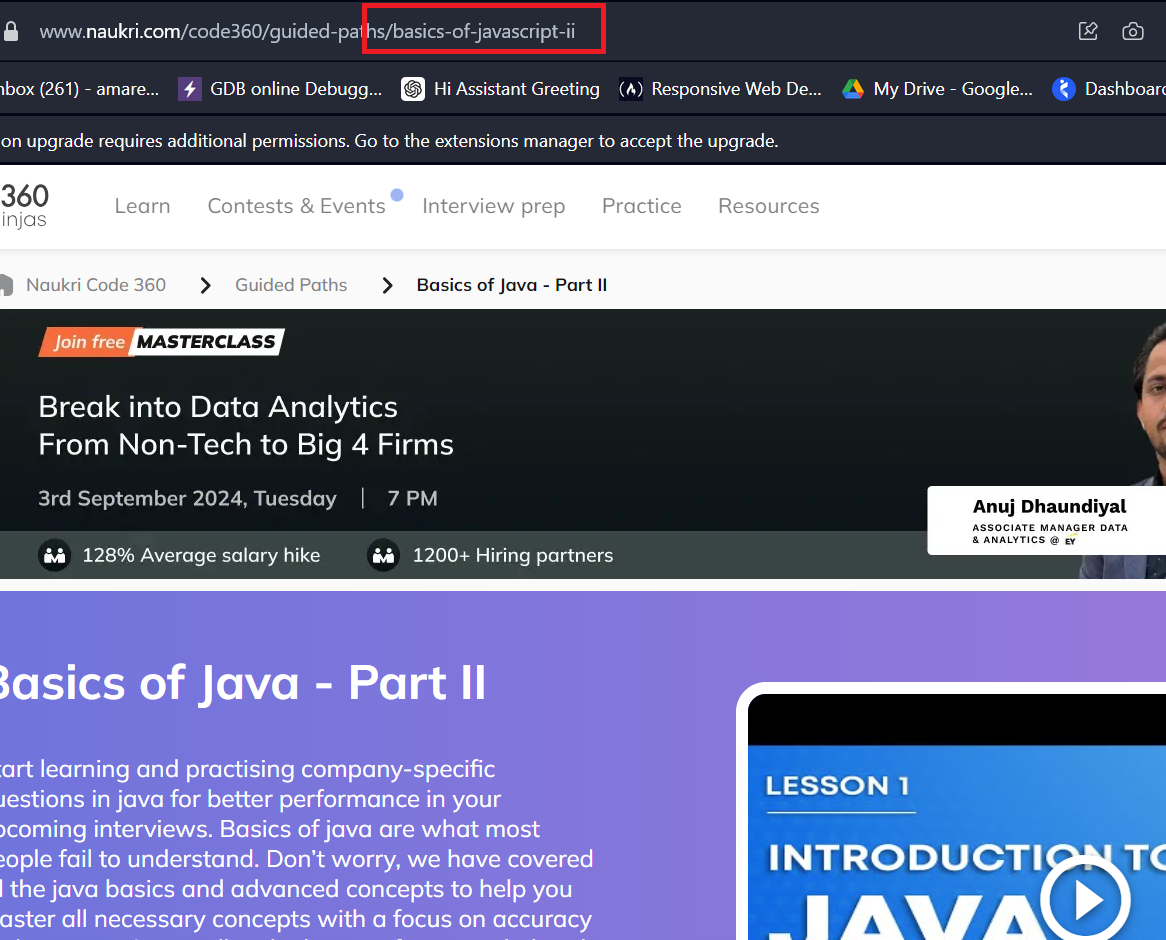 www.naukri.com/code360/guided-paths/basics-of-javascript-ii
nbox (261) - amare... GDB online Debugg... Hi Assistant Greeting Responsive Web De... My Drive - Google... Dashboard
on upgrade requires additional permissions. Go to the extensions manager to accept the upgrade.
360
injas
Learn Contests & Events Interview prep Practice Resources
Naukri Code 360 Guided Paths Basics of Java - Part II
Join free MASTERCLASS
Break into Data Analytics
From Non-Tech to Big 4 Firms
3rd September 2024, Tuesday | 7 PM
Anuj Dhaundiyal
ASSOCIATE MANAGER DATA
& ANALYTICS @ EY
128% Average salary hike 1200+ Hiring partners
Basics of Java - Part II
tart learning and practising company-specific
uestions in java for better performance in your
pcoming interviews. Basics of java are what most
eople fail to understand. Don't worry, we have covered
l the java basics and advanced concepts to help you
aster all necessary concepts with a focus on accuracy
LESSON 1
INTRODUCTION TO
JAVA